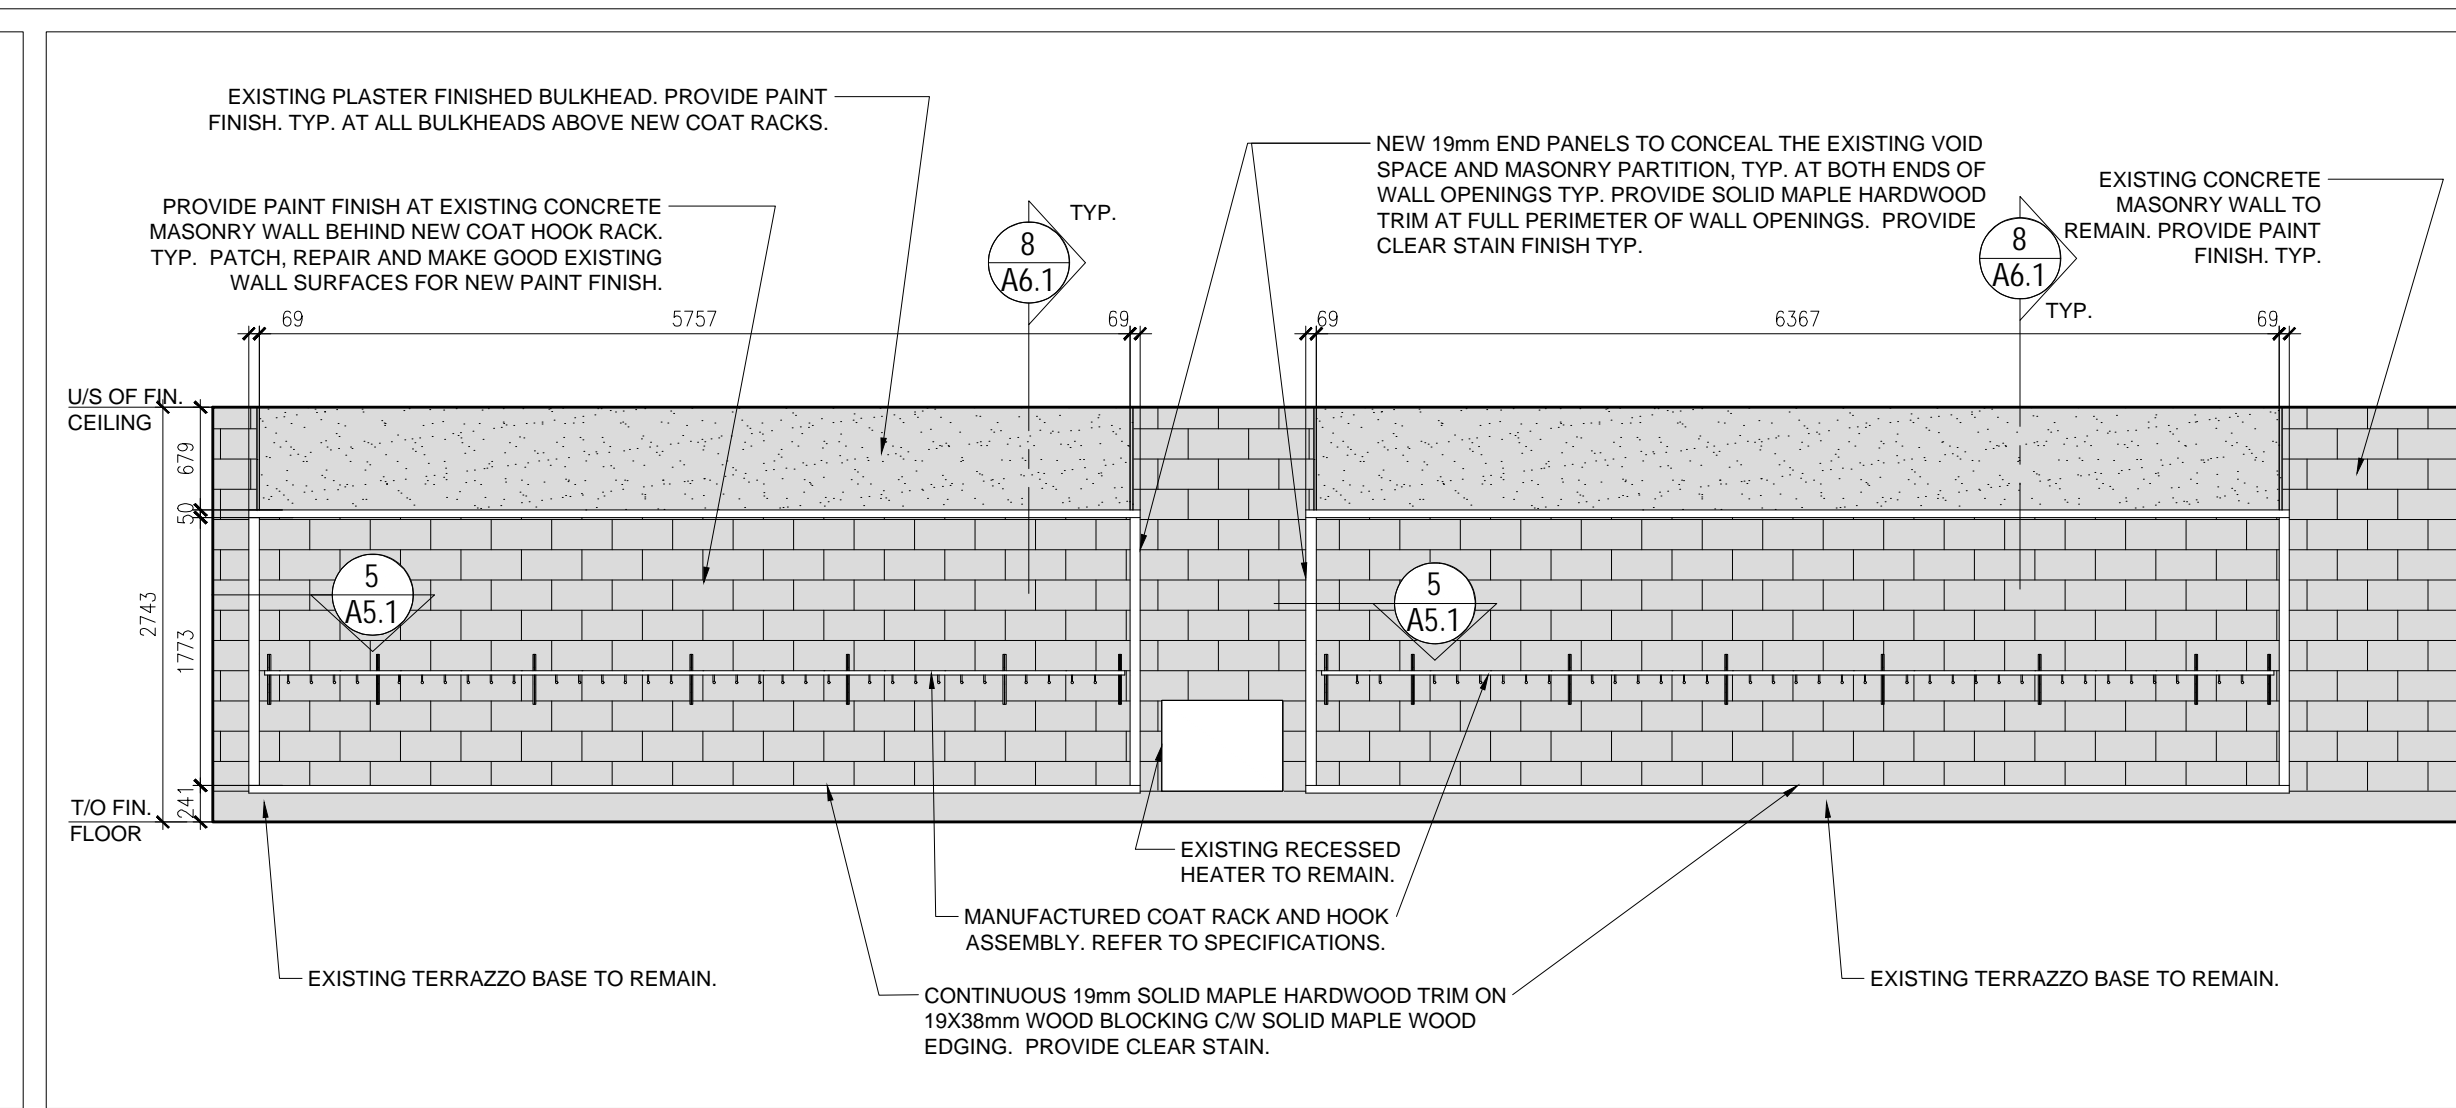 EXISTING PLASTER FINISHED BULKHEAD. PROVIDE PAINT
FINISH. TYP. AT ALL BULKHEADS ABOVE NEW COAT RACKS.
PROVIDE PAINT FINISH AT EXISTING CONCRETE
MASONRY WALL BEHIND NEW COAT HOOK RACK.
TYP. PATCH, REPAIR AND MAKE GOOD EXISTING
WALL SURFACES FOR NEW PAINT FINISH.
TYP.
8
A6.1
NEW 19mm END PANELS TO CONCEAL THE EXISTING VOID
SPACE AND MASONRY PARTITION, TYP. AT BOTH ENDS OF
WALL OPENINGS TYP. PROVIDE SOLID MAPLE HARDWOOD
TRIM AT FULL PERIMETER OF WALL OPENINGS. PROVIDE
CLEAR STAIN FINISH TYP.
8
A6.1
TYP.
EXISTING CONCRETE
MASONRY WALL TO
REMAIN. PROVIDE PAINT
FINISH. TYP.
69
5757
69
69
6367
69
U/S OF FIN.
CEILING
679
50
2743
1773
241
T/O FIN.
FLOOR
5
A5.1
5
A5.1
EXISTING RECESSED
HEATER TO REMAIN.
MANUFACTURED COAT RACK AND HOOK
ASSEMBLY. REFER TO SPECIFICATIONS.
EXISTING TERRAZZO BASE TO REMAIN.
CONTINUOUS 19mm SOLID MAPLE HARDWOOD TRIM ON
19X38mm WOOD BLOCKING C/W SOLID MAPLE WOOD
EDGING. PROVIDE CLEAR STAIN.
EXISTING TERRAZZO BASE TO REMAIN.